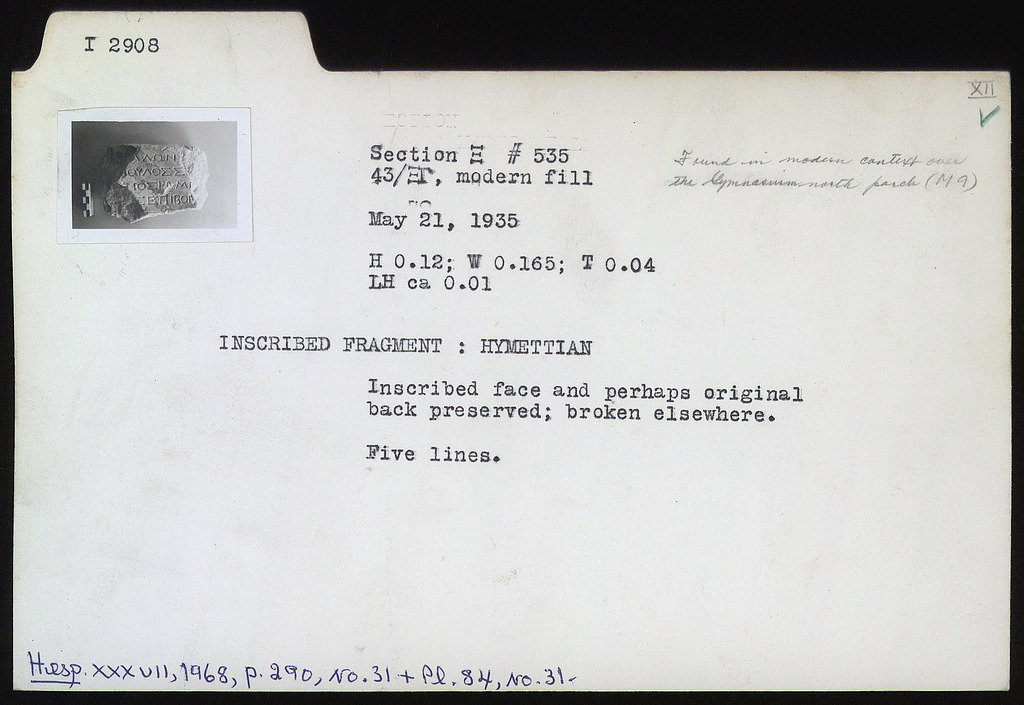 I 2908
XII
Section Ξ # 535
43/ΞΓ, modern fill
May 21, 1935
Found in modern context over
the Gymnasium north porch (M 9)
H 0.12; W 0.165; T 0.04
LH ca 0.01
INSCRIBED FRAGMENT : HYMETTIAN
Inscribed face and perhaps original
back preserved; broken elsewhere.
Five lines.
Hesp. XXXVII, 1968, p. 290, No. 31 + Pl. 84, No. 31-